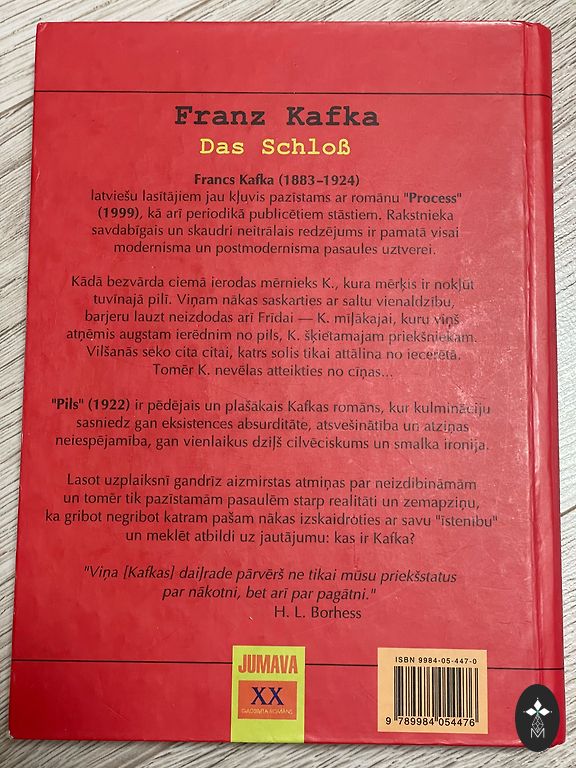 Franz Kafka
Das Schloß
Francs Kafka (1883–1924)
latviešu lasītājiem jau kļuvis pazīstams ar romānu "Process"
(1999), kā arī periodikā publicētiem stāstiem. Rakstnieka
savdabīgais un skaudri neitrālais redzējums ir pamatā visai
modernisma un postmodernisma pasaules uztverei.
Kādā bezvārda ciemā ierodas mērnieks K., kura mērķis ir nokļūt
tuvīnajā pilī. Viņam nākas saskarties ar saltu vienaldzību,
barjeru lauzt neizdodas arī Frīdai — K. mīļākajai, kuru viņš
atņēmis augstam ierēdnim no pils, K. šķietamajam priekšniekam.
Vilšanās seko cita citai, katrs solis tikai attālina no iecerētā.
Tomēr K. nevēlas atteikties no cīņas...
"Pils" (1922) ir pēdējais un plašākais Kafkas romāns, kur kulmināciju
sasniedz gan eksistences absurditāte, atsvešinātība un atziņas
neiespējamība, gan vienlaikus dziļš cilvēciskums un smalka ironija.
Lasot uzplaiksnī gandrīz aizmirstas atmiņas par neizdibināmām
un tomēr tik pazīstamām pasaulēm starp realitāti un zemapziņu,
ka gribot negribot katram pašam nākas izskaidroties ar savu "īstenību"
un meklēt atbildi uz jautājumu: kas ir Kafka?
"Viņa [Kafkas] daiļrade pārvērš ne tikai mūsu priekšstatus
par nākotni, bet arī par pagātni."
H. L. Borhess
JUMAVA
XX
GADSIMTA ROMĀNS
ISBN 9984-05-447-0
9 789984 054476
M